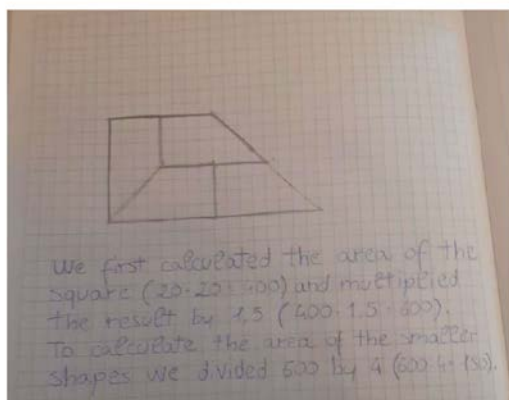 We first calculated the area of the
square (20·20=400) and multiplied
the result by 1,5 (400·1,5=600).
To calculate the area of the smaller
shapes we divided 600 by 4 (600:4=150).